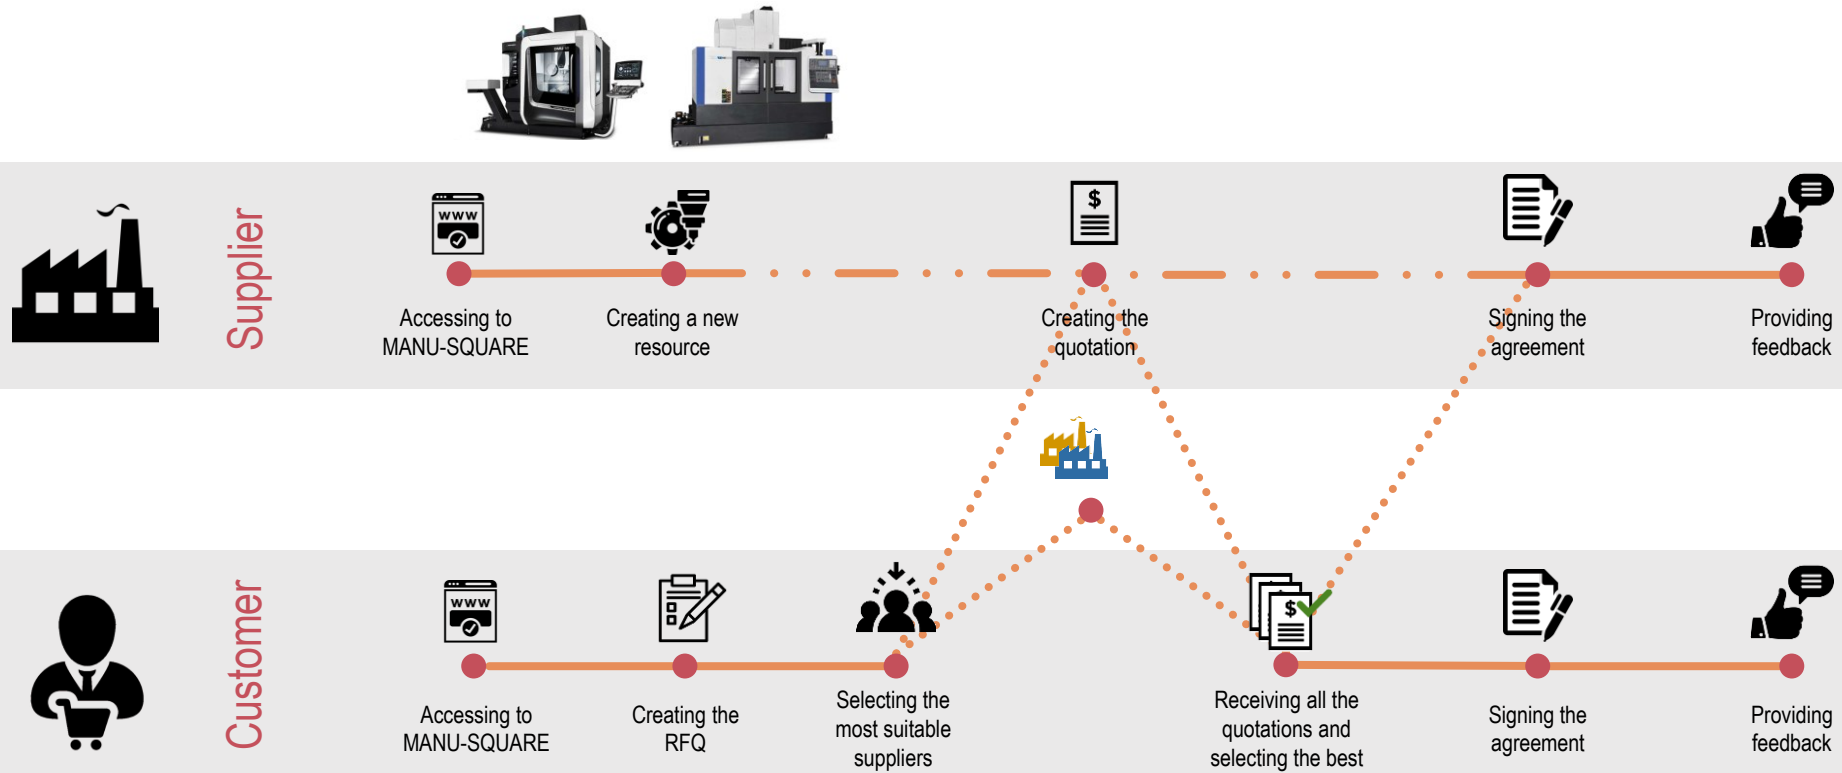 Supplier
www
Accessing to
MANU-SQUARE
Creating a new
resource
$
Creating the
quotation
Signing the
agreement
Providing
feedback
Customer
www
Accessing to
MANU-SQUARE
Creating the
RFQ
Selecting the
most suitable
suppliers
$
Receiving all the
quotations and
selecting the best
Signing the
agreement
Providing
feedback